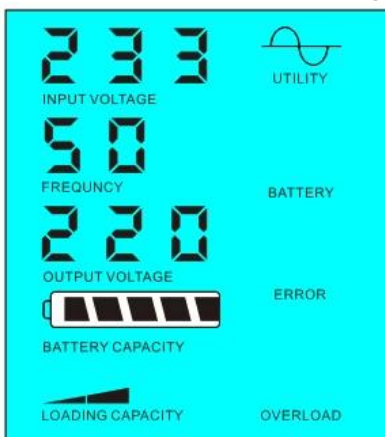 233
INPUT VOLTAGE
UTILITY
50
FREQUNCY
BATTERY
220
OUTPUT VOLTAGE
ERROR
BATTERY CAPACITY
LOADING CAPACITY
OVERLOAD